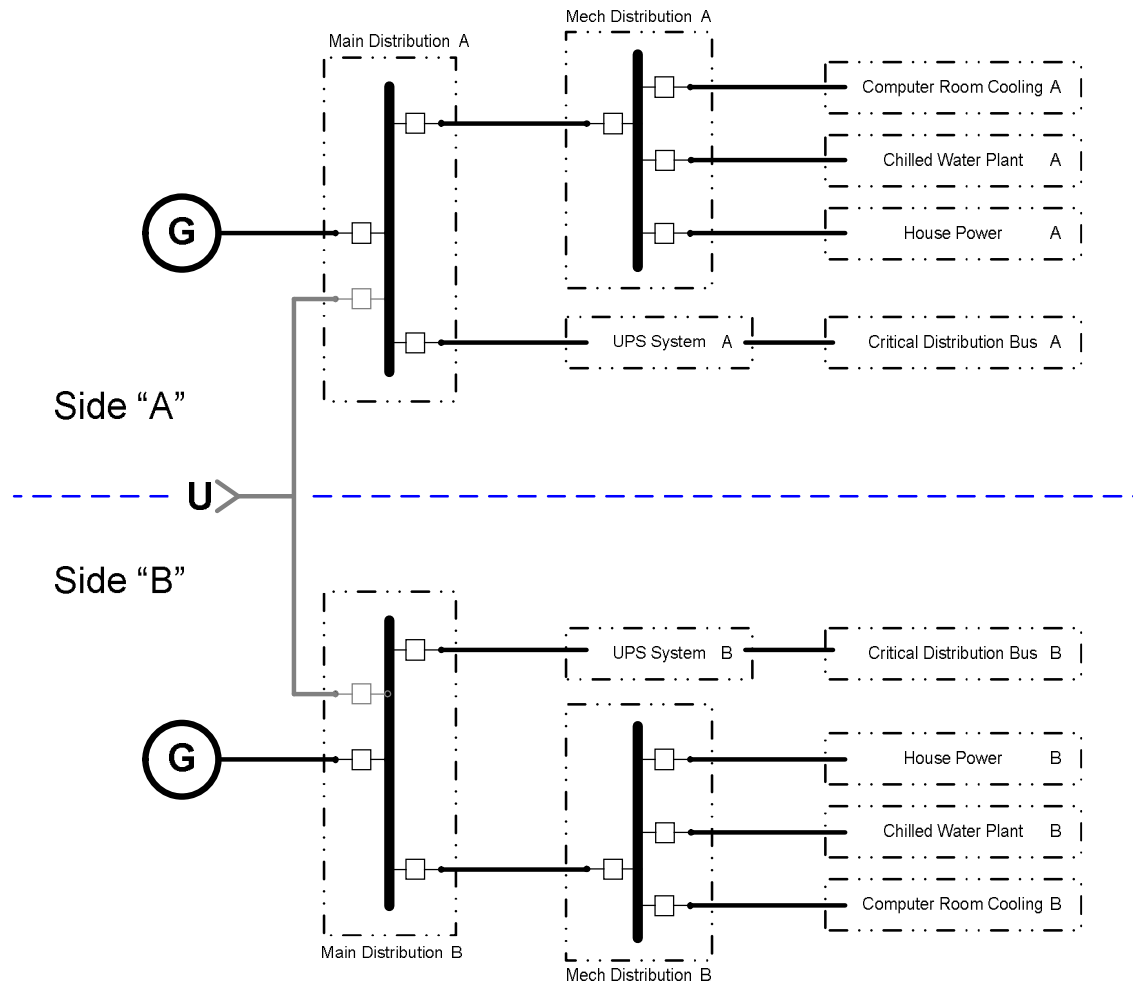 Mech Distribution A
Main Distribution A
Computer Room Cooling A
Chilled Water Plant A
G
House Power A
UPS System A
Critical Distribution Bus A
Side “A”
U
Side “B”
UPS System B
Critical Distribution Bus B
G
House Power B
Chilled Water Plant B
Computer Room Cooling B
Main Distribution B
Mech Distribution B